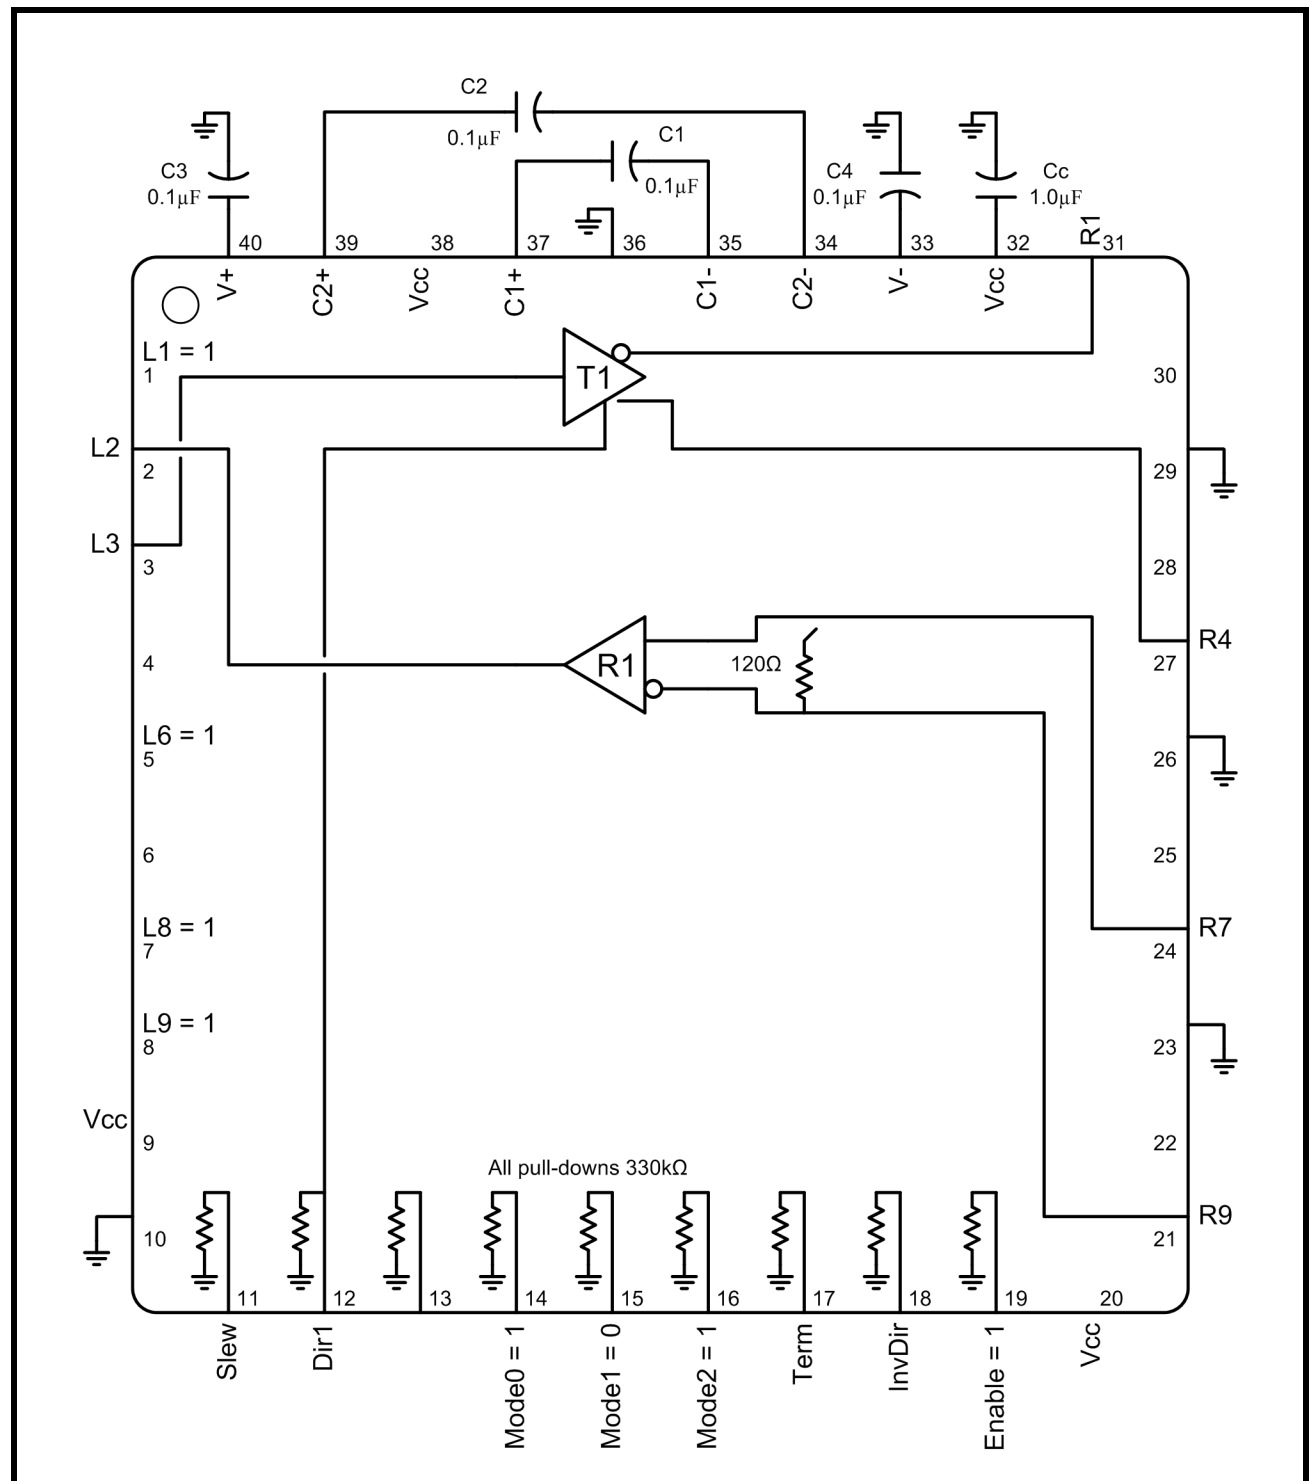 C2
0.1µF
C1
0.1µF
C3
0.1µF
C4
0.1µF
Cc
1.0µF
R1
40
39
38
37
36
35
34
33
32
31
V+
C2+
Vcc
C1+
C1-
C2-
V-
Vcc
L1 = 1
1
T1
30
L2
2
29
L3
3
28
R4
27
4
R1
120Ω
L6 = 1
5
26
6
25
L8 = 1
7
R7
24
L9 = 1
8
23
Vcc
9
22
All pull-downs 330kΩ
R9
10
21
11
12
13
14
15
16
17
18
19
20
Slew
Dir1
Mode0 = 1
Mode1 = 0
Mode2 = 1
Term
InvDir
Enable = 1
Vcc